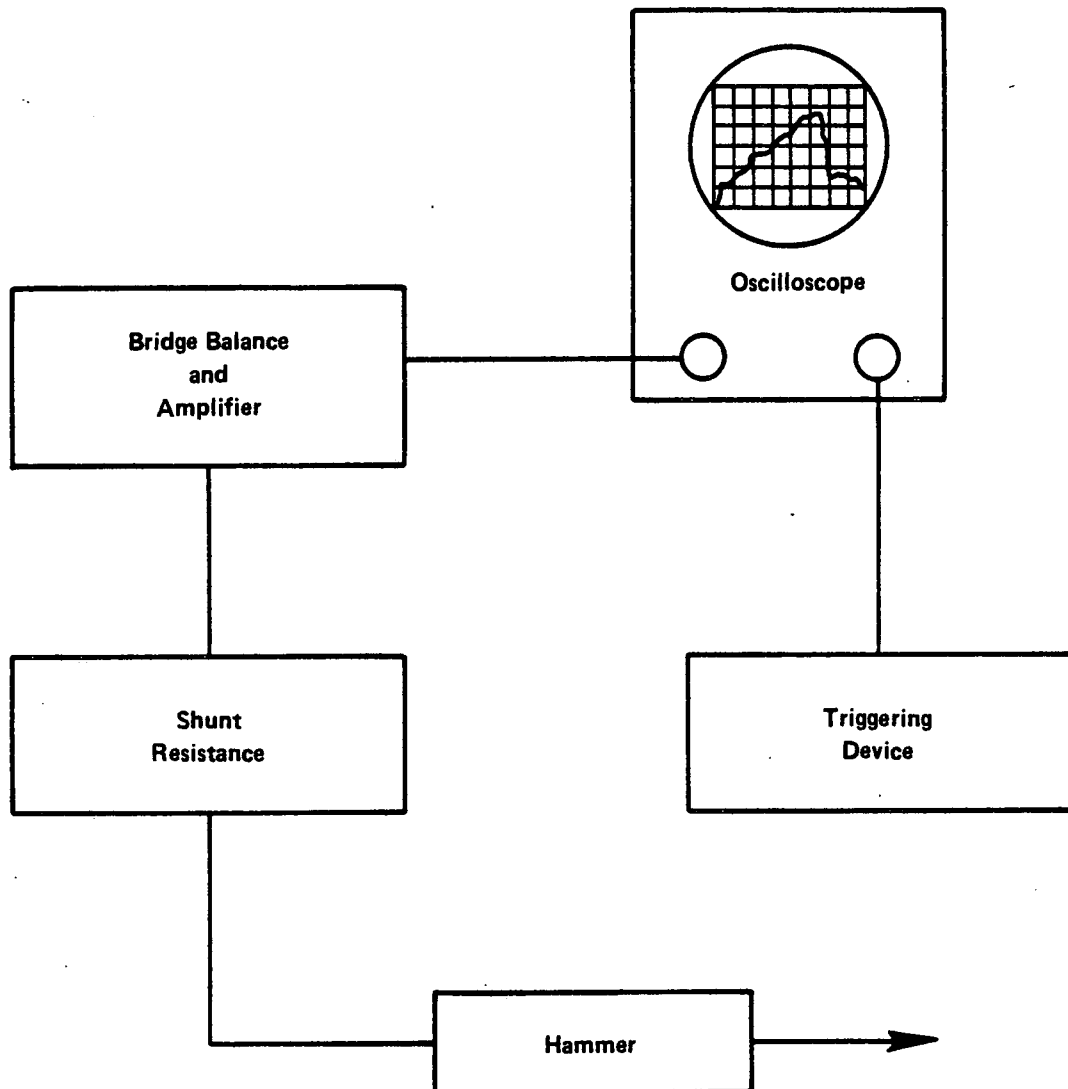 Oscilloscope
Bridge Balance
and
Amplifier
Shunt
Resistance
Triggering
Device
Hammer